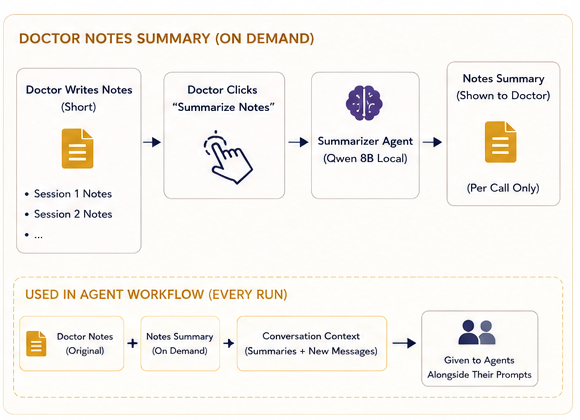 DOCTOR NOTES SUMMARY (ON DEMAND)
Doctor Writes Notes
(Short)
• Session 1 Notes
• Session 2 Notes
• ...
Doctor Clicks
“Summarize Notes”
Summarizer Agent
(Qwen 8B Local)
Notes Summary
(Shown to Doctor)
(Per Call Only)
USED IN AGENT WORKFLOW (EVERY RUN)
Doctor Notes
(Original)
+
Notes Summary
(On Demand)
Conversation Context
(Summaries + New Messages)
Given to Agents
Alongside Their Prompts